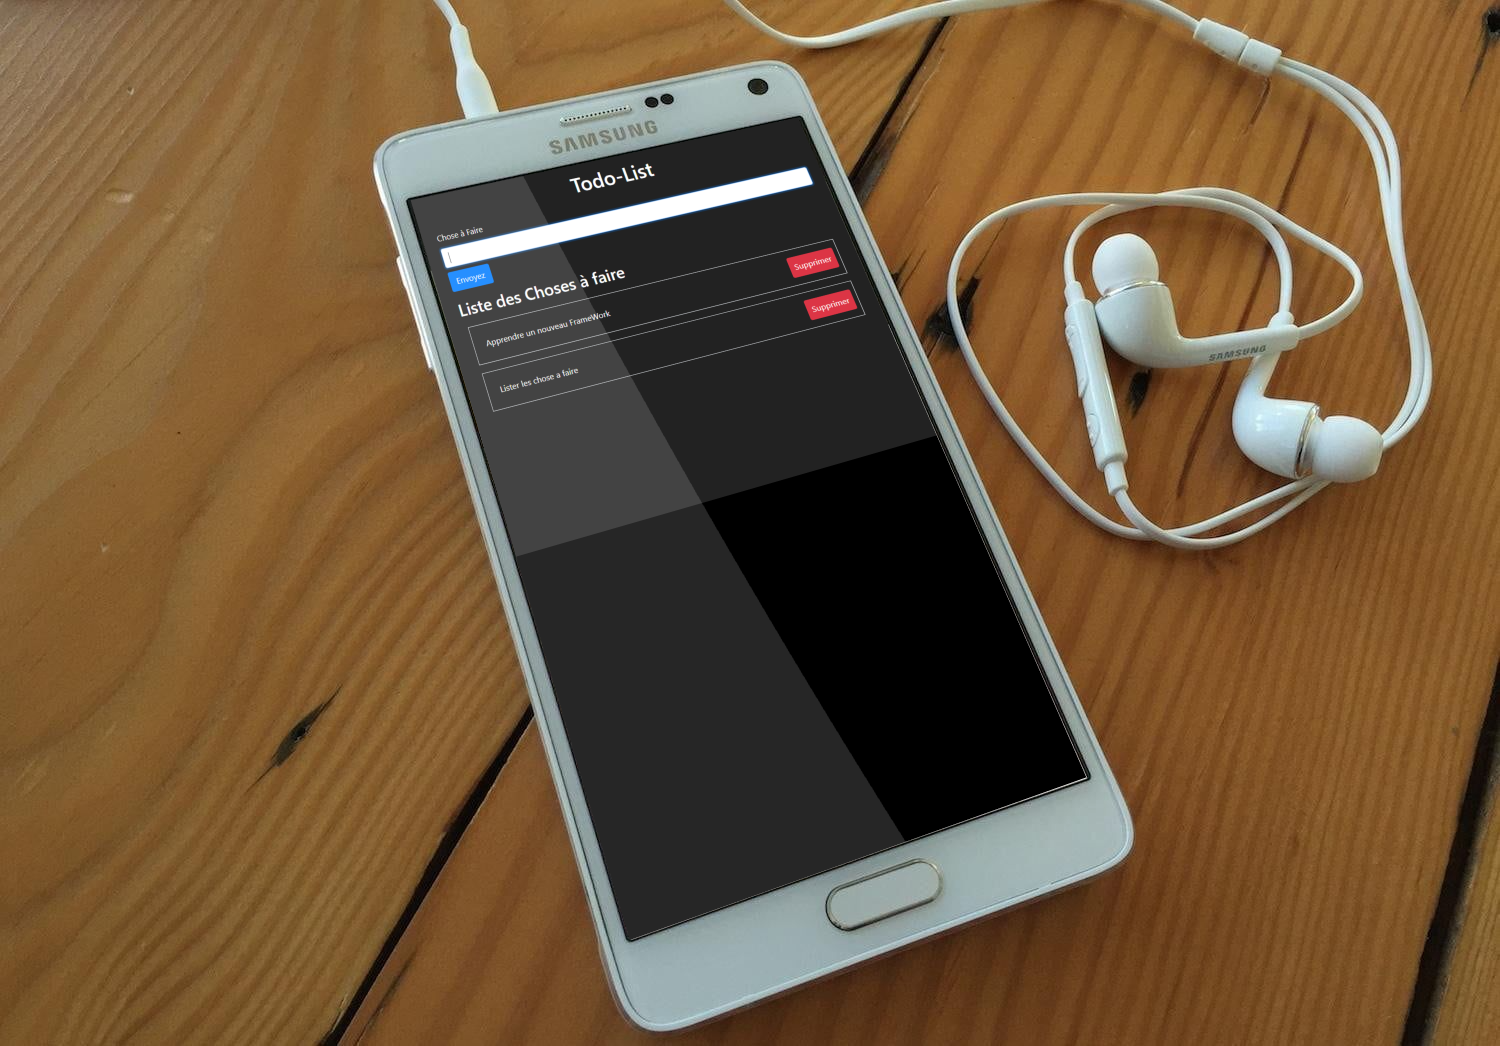 SAMSUNG
Todo-List
Chose à Faire
Envoyez
Liste des Choses à faire
Apprendre un nouveau FrameWork
Supprimer
Lister les chose a faire
Supprimer
SAMSUNG